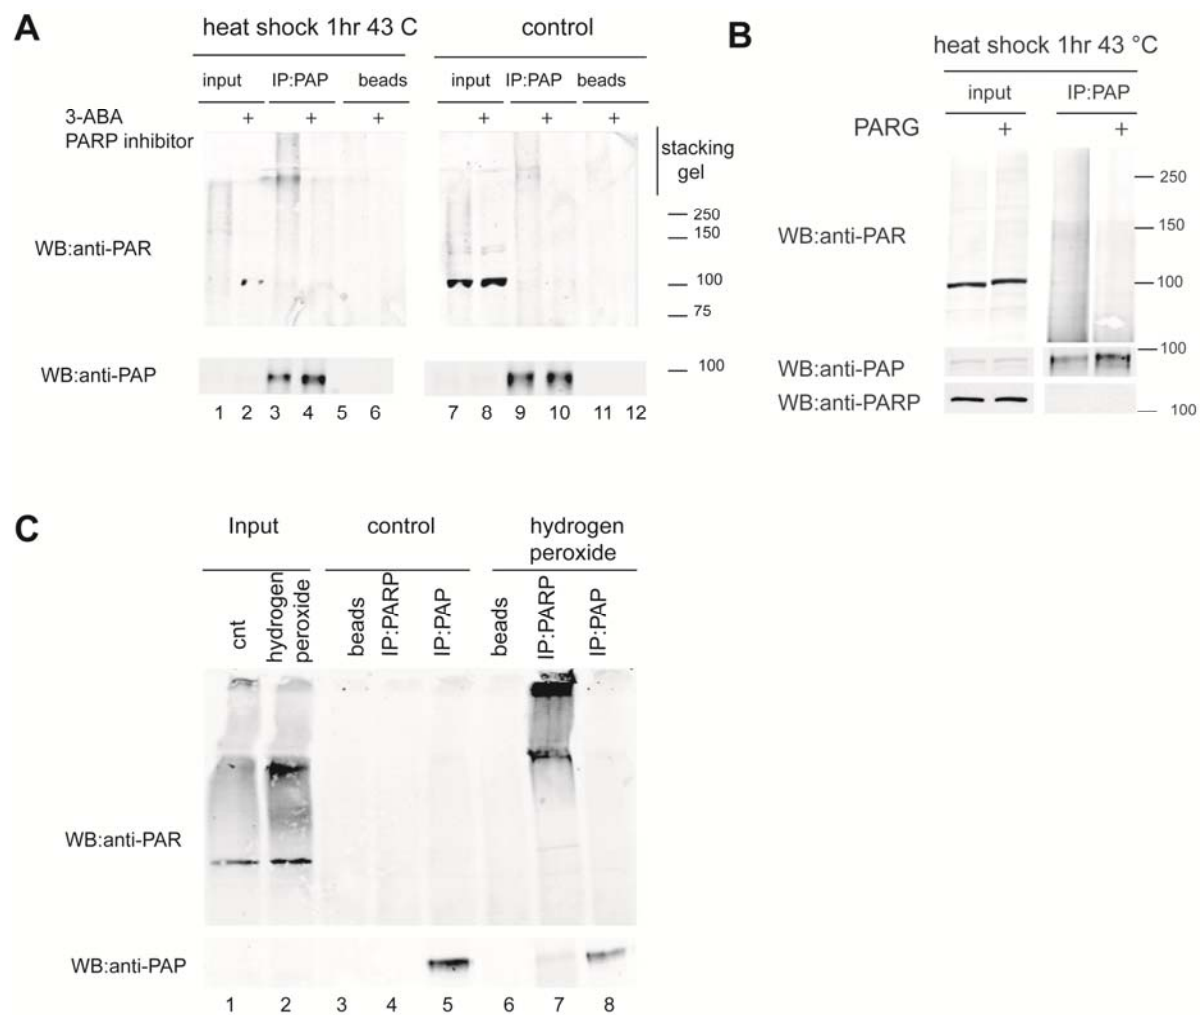 A
heat shock 1hr 43 C
control
input IP:PAP beads
input IP:PAP beads
3-ABA + + +
+ + +
PARP inhibitor
stacking
gel
WB:anti-PAR
250
150
100
75
WB:anti-PAP
100
1 2 3 4 5 6
7 8 9 10 11 12
B
heat shock 1hr 43 °C
input IP:PAP
PARG + +
WB:anti-PAR
250
150
100
WB:anti-PAP
100
WB:anti-PARP
100
C
Input control hydrogen
peroxide
cnt
hydrogen
peroxide
beads
IP:PARP
IP:PAP
beads
IP:PARP
IP:PAP
WB:anti-PAR
WB:anti-PAP
1 2 3 4 5 6 7 8